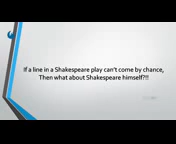 If a line in a Shakespeare play can't come by chance,
Then what about Shakespeare himself?!!